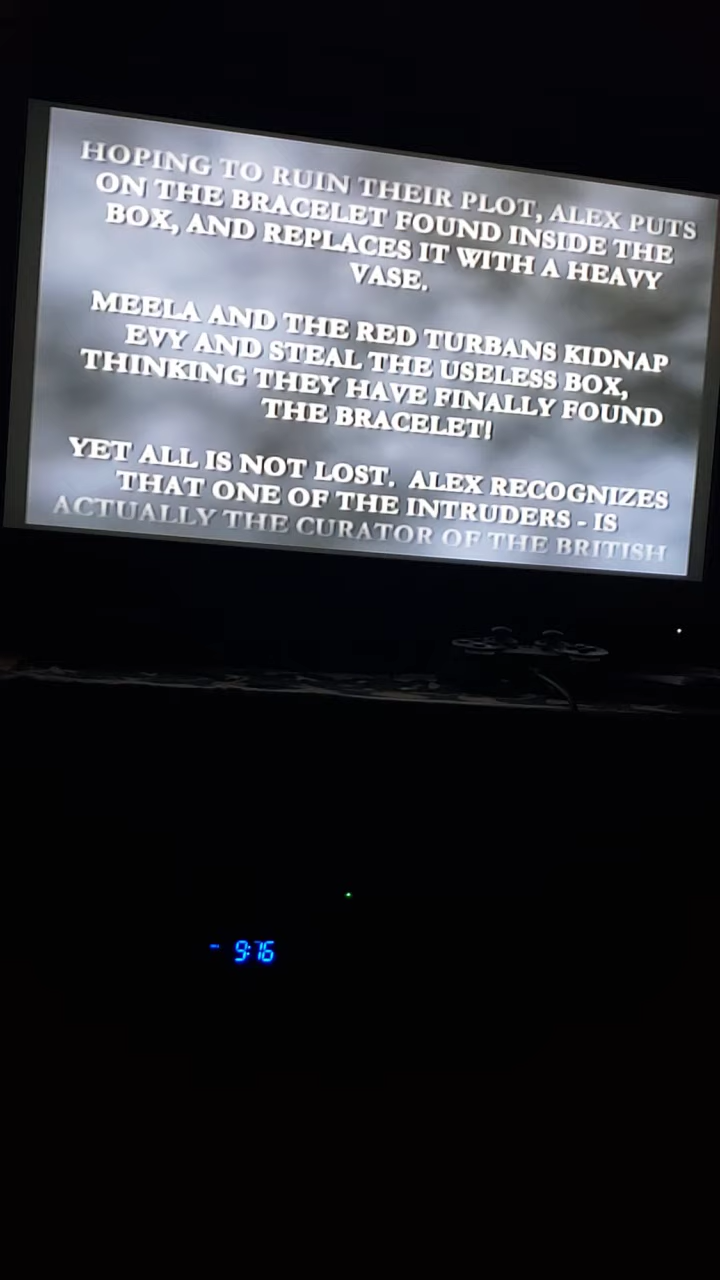 HOPING TO RUIN THEIR PLOT, ALEX PUTS
ON THE BRACELET FOUND INSIDE THE
BOX, AND REPLACES IT WITH A HEAVY
VASE.
MEELA AND THE RED TURBANS KIDNAP
EVY AND STEAL THE USELESS BOX,
THINKING THEY HAVE FINALLY FOUND
THE BRACELET!
YET ALL IS NOT LOST. ALEX RECOGNIZES
THAT ONE OF THE INTRUDERS - IS
ACTUALLY THE CURATOR OF THE BRITISH
9:16